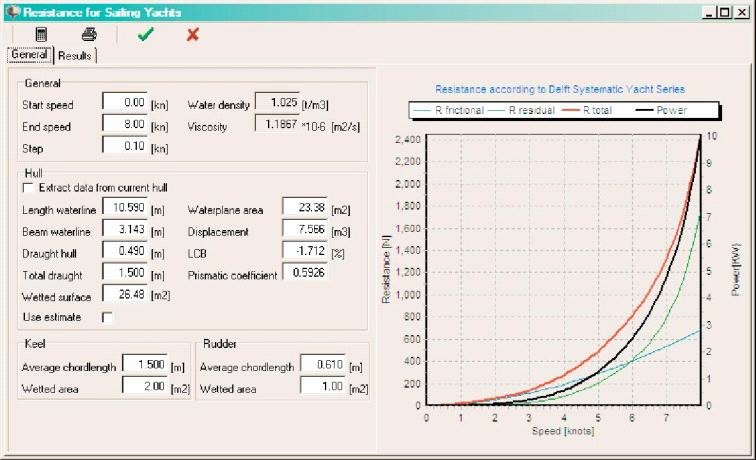 Resistance for Sailing Yachts
General Results
General
Start speed 0.00 [kn] Water density 1.025 [t/m3]
End speed 8.00 [kn] Viscosity 1.1867 *10-6 [m2/s]
Step 0.10 [kn]
Hull
Extract data from current hull
Length waterline 10.590 [m] Waterplane area 23.38 [m2]
Beam waterline 3.143 [m] Displacement 7.566 [m3]
Draught hull 0.490 [m] LCB -1.712 [%]
Total draught 1.500 [m] Prismatic coefficient 0.5926
Wetted surface 26.48 [m2]
Use estimate
Keel
Average chordlength 1.500 [m]
Wetted area 2.00 [m2]
Rudder
Average chordlength 0.610 [m]
Wetted area 1.00 [m2]
Resistance according to Delft Systematic Yacht Series
R frictional R residual R total Power
2,400
2,200
2,000
1,800
1,600
1,400
1,200
1,000
800
600
400
200
0
Resistance [N]
10
9
8
7
6
5
4
3
2
1
0
Power[KW]
0 1 2 3 4 5 6 7
Speed [knots]